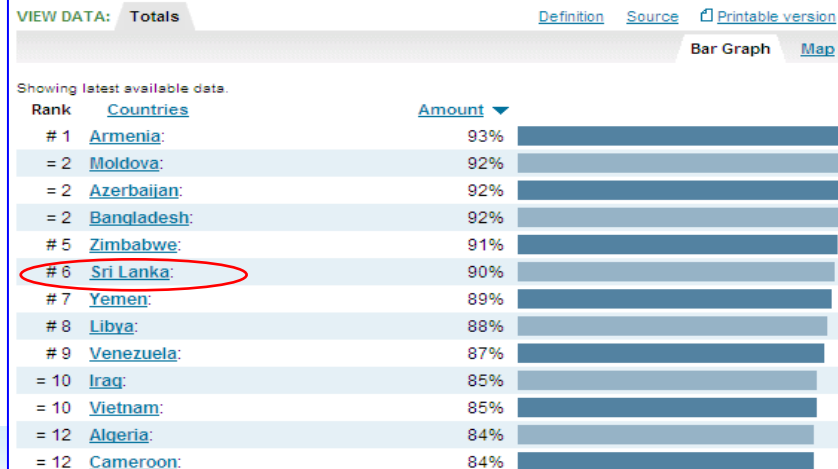 VIEW DATA: Totals Definition Source Printable version
Bar Graph Map
Showing latest available data.
Rank Countries Amount
# 1 Armenia: 93%
= 2 Moldova: 92%
= 2 Azerbaijan: 92%
= 2 Bangladesh: 92%
# 5 Zimbabwe: 91%
# 6 Sri Lanka: 90%
# 7 Yemen: 89%
# 8 Libya: 88%
# 9 Venezuela: 87%
= 10 Iraq: 85%
= 10 Vietnam: 85%
= 12 Algeria: 84%
= 12 Cameroon: 84%